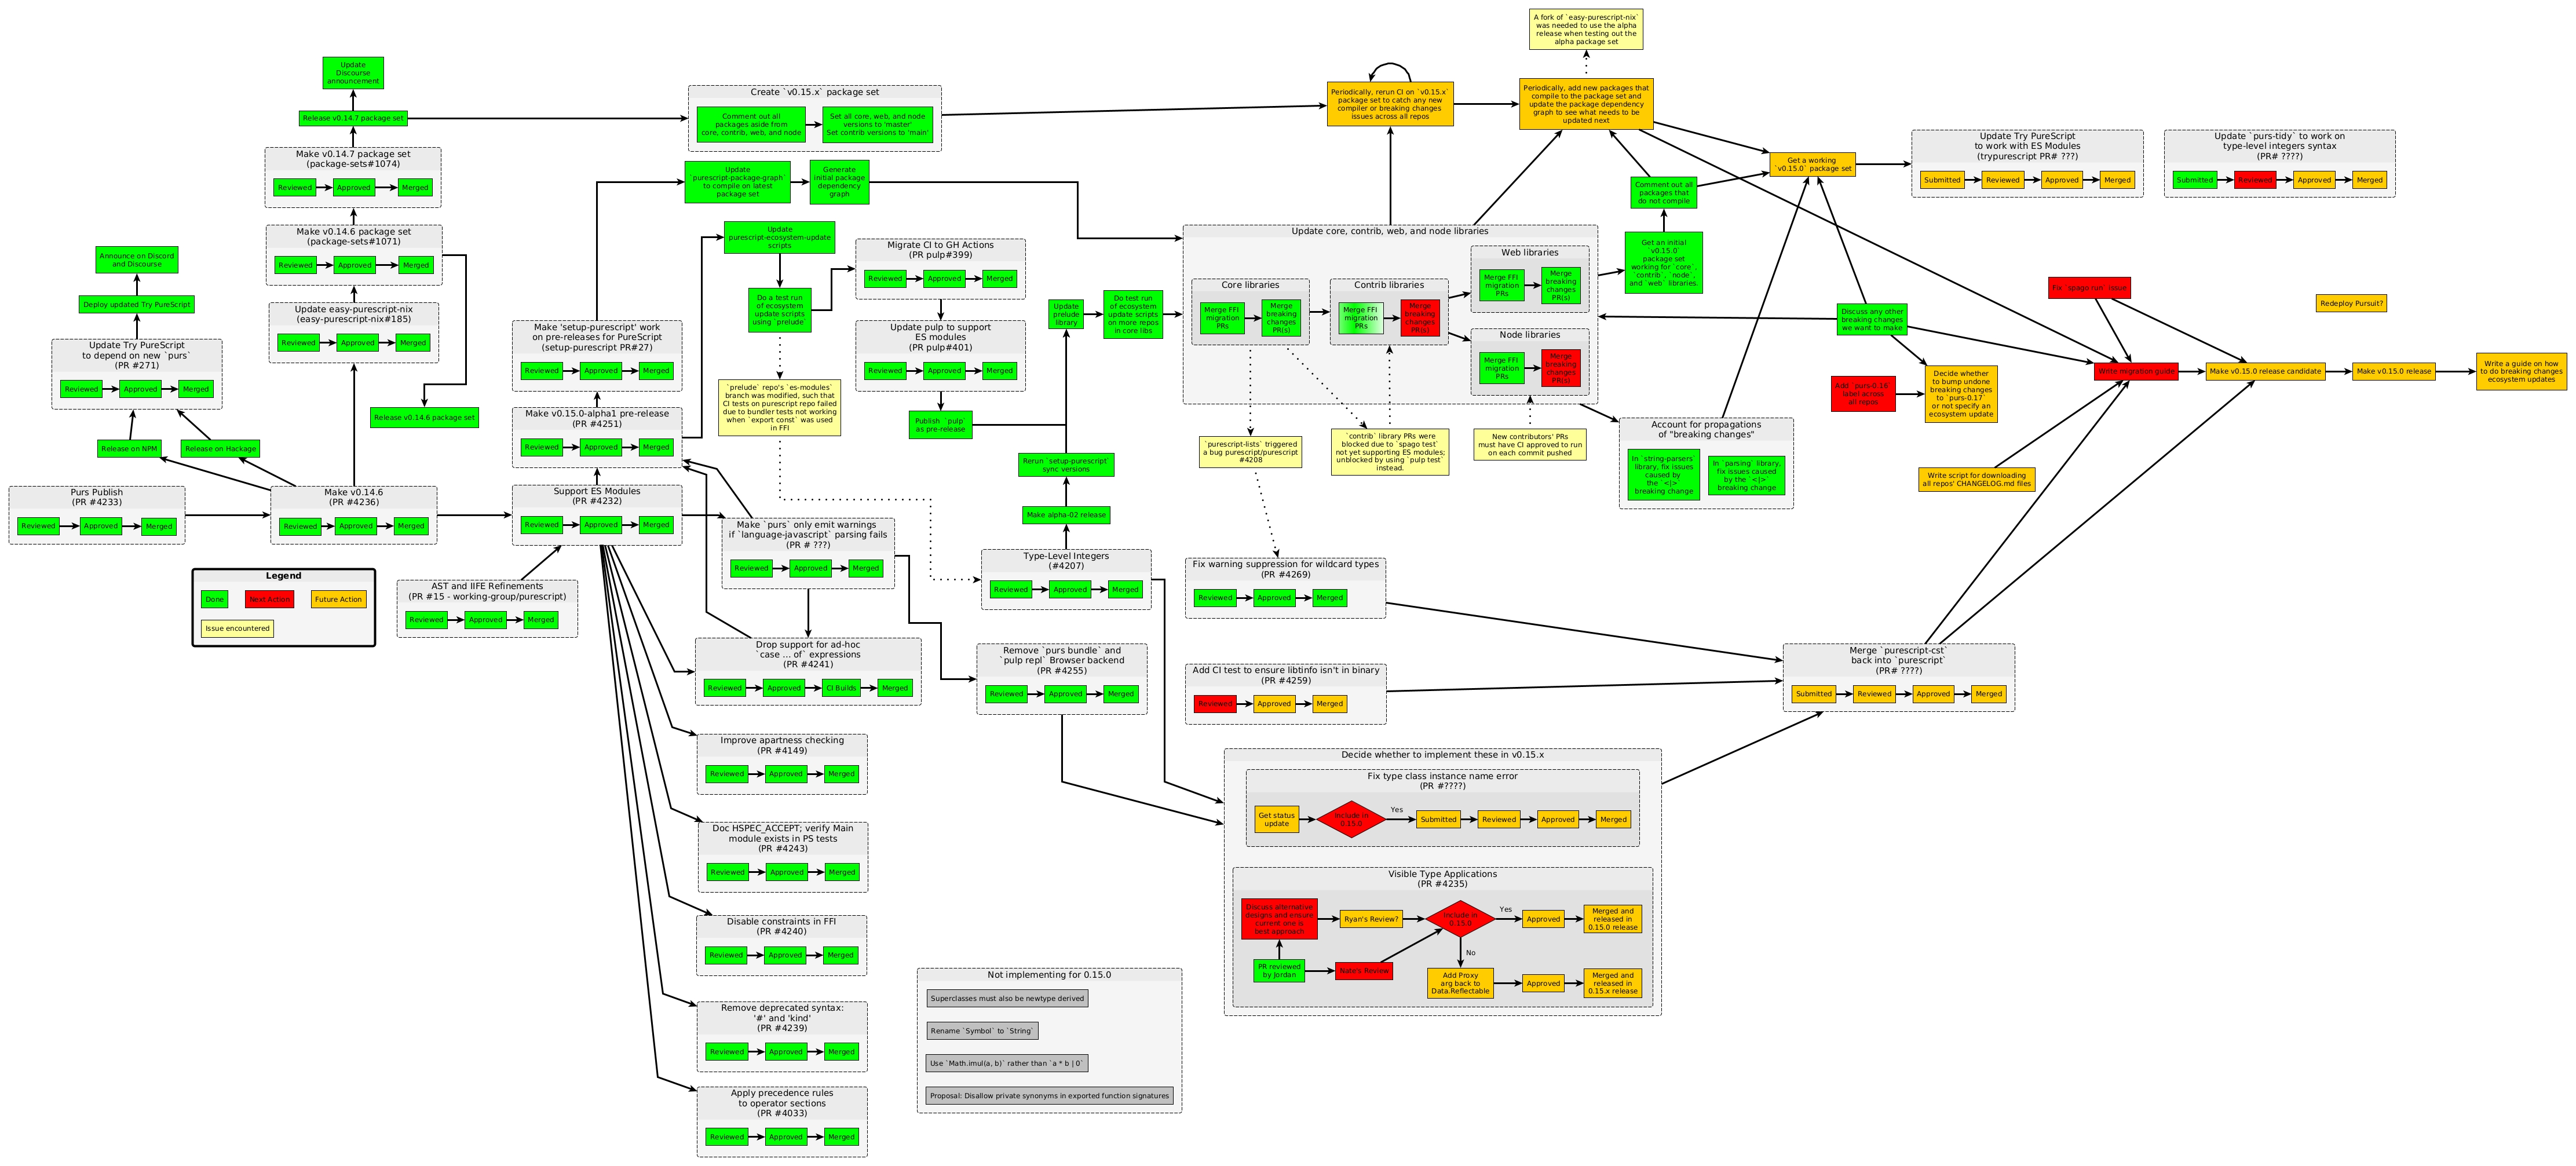 A fork of `easy-purescript-nix`
was needed to use the alpha
release when testing out the
alpha package set
Update
Discourse
announcement
Release v0.14.7 package set
Create `v0.15.x` package set
Comment out all
packages aside from
core, contrib, web, and node
Set all core, web, and node
versions to 'master'
Set contrib versions to 'main'
Periodically, rerun CI on `v0.15.x`
package set to catch any new
compiler or breaking changes
issues across all repos
Periodically, add new packages that
compile to the package set and
update the package dependency
graph to see what needs to be
updated next
Make v0.14.7 package set
(package-sets#1074)
Reviewed
Approved
Merged
Update
`purescript-package-graph`
to compile on latest
package set
Generate
initial package
dependency
graph
Get a working
`v0.15.0` package set
Update Try PureScript
to work with ES Modules
(trypurescript PR# ???)
Submitted
Reviewed
Approved
Merged
Update `purs-tidy` to work on
type-level integers syntax
(PR# ????)
Submitted
Reviewed
Approved
Merged
Comment out all
packages that
do not compile
Make v0.14.6 package set
(package-sets#1071)
Reviewed
Approved
Merged
Announce on Discord
and Discourse
Deploy updated Try PureScript
Update easy-purescript-nix
(easy-purescript-nix#185)
Reviewed
Approved
Merged
Update Try PureScript
to depend on new `purs`
(PR #271)
Reviewed
Approved
Merged
Release v0.14.6 package set
Release on NPM
Release on Hackage
Purs Publish
(PR #4233)
Reviewed
Approved
Merged
Make v0.14.6
(PR #4236)
Reviewed
Approved
Merged
Update
purescript-ecosystem-update
scripts
Do a test run
of ecosystem
update scripts
using `prelude`
Migrate CI to GH Actions
(PR pulp#399)
Reviewed
Approved
Merged
Update pulp to support
ES modules
(PR pulp#401)
Reviewed
Approved
Merged
Publish `pulp`
as pre-release
Make 'setup-purescript' work
on pre-releases for PureScript
(setup-purescript PR#27)
Reviewed
Approved
Merged
Make v0.15.0-alpha1 pre-release
(PR #4251)
Reviewed
Approved
Merged
Support ES Modules
(PR #4232)
Reviewed
Approved
Merged
`prelude` repo's `es-modules`
branch was modified, such that
CI tests on purescript repo failed
due to bundler tests not working
when `export const` was used
in FFI
Update
prelude
library
Do test run
of ecosystem
update scripts
on more repos
in core libs
Rerun `setup-purescript`
sync versions
Make alpha-02 release
Type-Level Integers
(#4207)
Reviewed
Approved
Merged
Update core, contrib, web, and node libraries
Core libraries
Merge FFI
migration
PRs
Merge
breaking
changes
PR(s)
Contrib libraries
Merge FFI
migration
PRs
Merge
breaking
changes
PR(s)
Web libraries
Merge FFI
migration
PRs
Merge
breaking
changes
PR(s)
Node libraries
Merge FFI
migration
PRs
Merge
breaking
changes
PR(s)
Get an initial
`v0.15.0`
package set
working for `core`,
`contrib`, `node`,
and `web` libraries.
Discuss any other
breaking changes
we want to make
Fix `spago run` issue
Redeploy Pursuit?
Write migration guide
Make v0.15.0 release candidate
Make v0.15.0 release
Write a guide on how
to do breaking changes
ecosystem updates
Add `purs-0.16`
label across
all repos
Decide whether
to bump undone
breaking changes
to `purs-0.17`
or not specify an
ecosystem update
`purescript-lists` triggered
a bug purescript/purescript
#4208
`contrib` library PRs were
blocked due to `spago test`
not yet supporting ES modules;
unblocked by using `pulp test`
instead.
New contributors' PRs
must have CI approved to run
on each commit pushed
Account for propagations
of "breaking changes"
In `string-parsers`
library, fix issues
caused by
the `<|>`
breaking change
In `parsing` library,
fix issues caused
by the `<|>`
breaking change
Write script for downloading
all repos' CHANGELOG.md files
Legend
Done
Next Action
Future Action
Issue encountered
AST and IIFE Refinements
(PR #15 - working-group/purescript)
Reviewed
Approved
Merged
Make `purs` only emit warnings
if `language-javascript` parsing fails
(PR # ???)
Reviewed
Approved
Merged
Drop support for ad-hoc
`case ... of` expressions
(PR #4241)
Reviewed
Approved
CI Builds
Merged
Remove `purs bundle` and
`pulp repl` Browser backend
(PR #4255)
Reviewed
Approved
Merged
Fix warning suppression for wildcard types
(PR #4269)
Reviewed
Approved
Merged
Add CI test to ensure libtinfo isn't in binary
(PR #4259)
Reviewed
Approved
Merged
Merge `purescript-cst`
back into `purescript`
(PR# ????)
Submitted
Reviewed
Approved
Merged
Improve apartness checking
(PR #4149)
Reviewed
Approved
Merged
Doc HSPEC_ACCEPT; verify Main
module exists in PS tests
(PR #4243)
Reviewed
Approved
Merged
Disable constraints in FFI
(PR #4240)
Reviewed
Approved
Merged
Remove deprecated syntax:
'#' and 'kind'
(PR #4239)
Reviewed
Approved
Merged
Apply precedence rules
to operator sections
(PR #4033)
Reviewed
Approved
Merged
Decide whether to implement these in v0.15.x
Fix type class instance name error
(PR #????)
Get status
update
Include in
0.15.0
Yes
Submitted
Reviewed
Approved
Merged
Visible Type Applications
(PR #4235)
Discuss alternative
designs and ensure
current one is
best approach
Ryan's Review?
Include in
0.15.0
Yes
Approved
Merged and
released in
0.15.0 release
PR reviewed
by Jordan
Nate's Review
No
Add Proxy
arg back to
Data.Reflectable
Approved
Merged and
released in
0.15.x release
Not implementing for 0.15.0
Superclasses must also be newtype derived
Rename `Symbol` to `String`
Use `Math.imul(a, b)` rather than `a * b | 0`
Proposal: Disallow private synonyms in exported function signatures